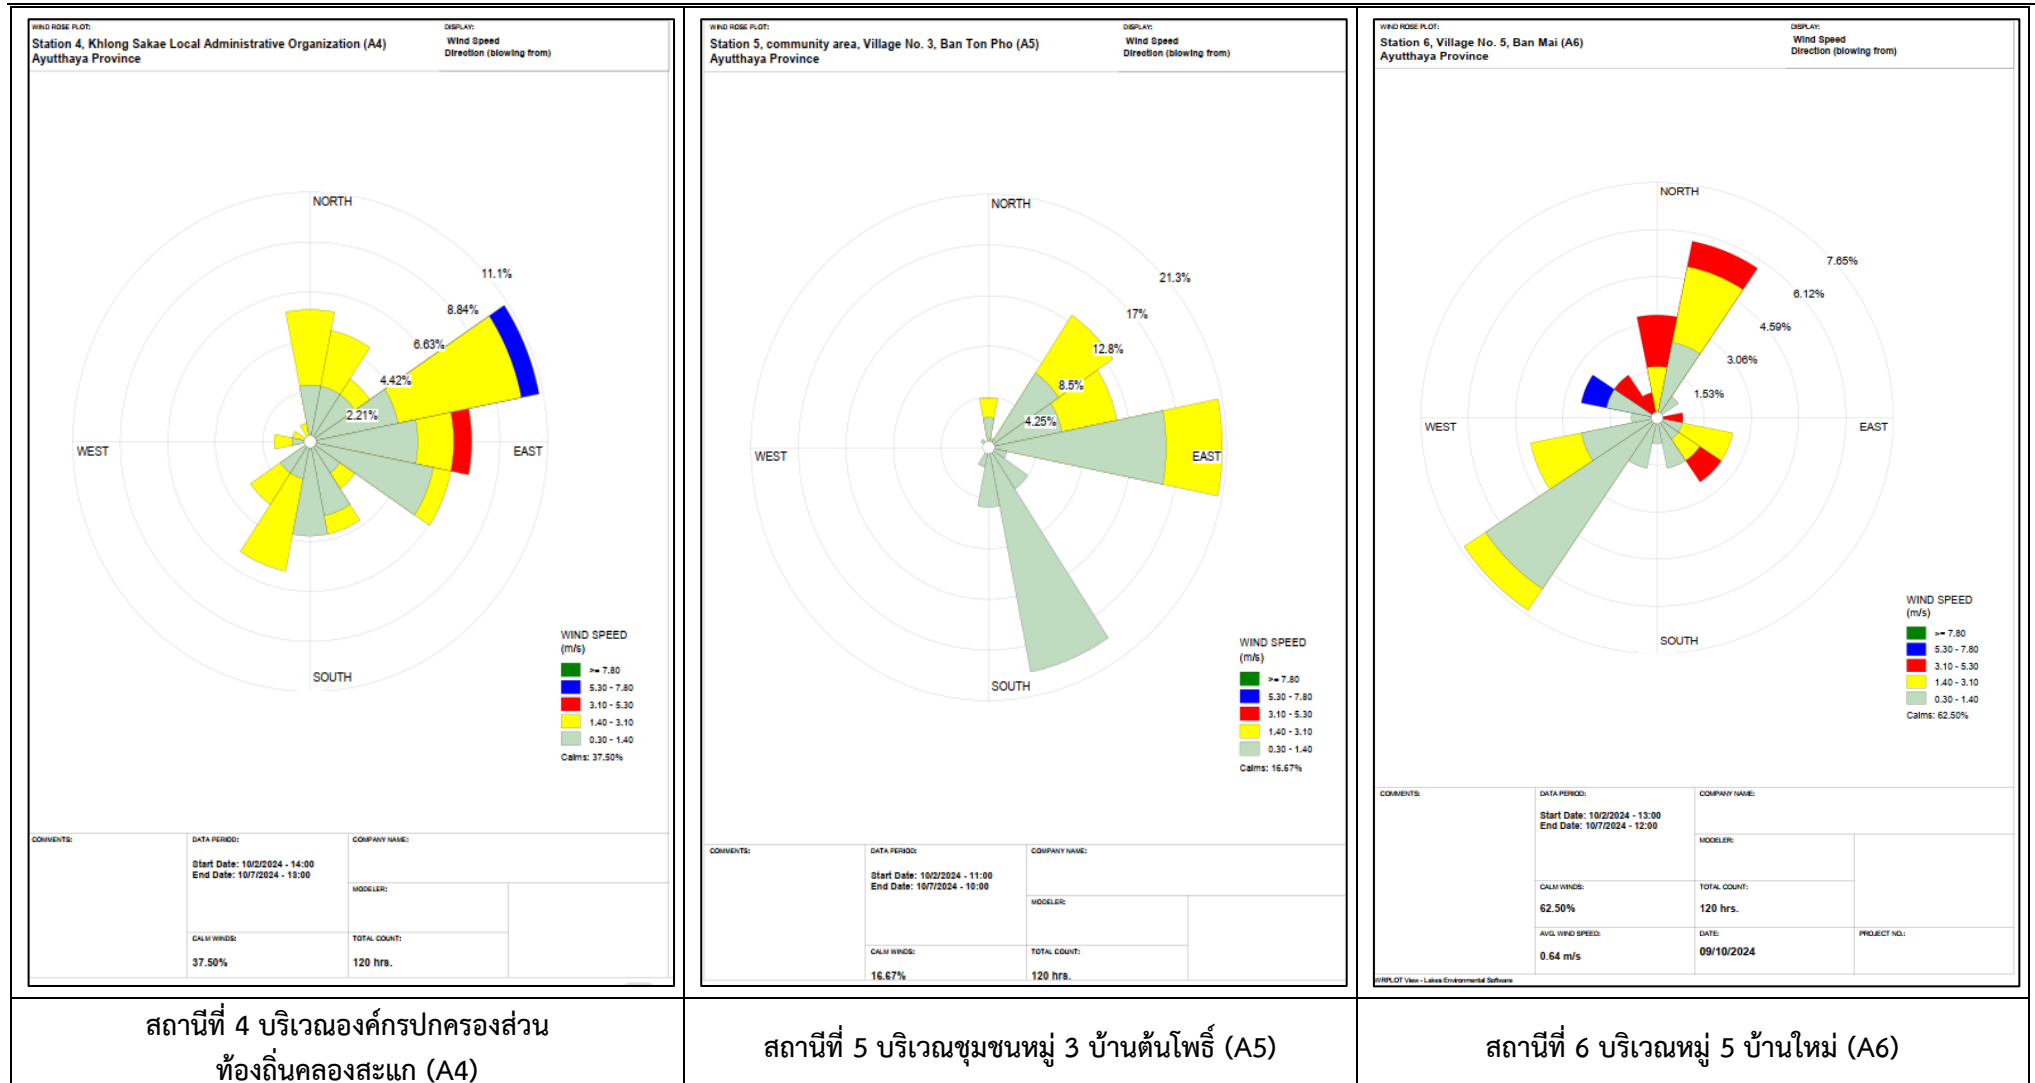 WIND ROSE PLOT:
Station 4, Khlong Sakae Local Administrative Organization (A4)
Ayutthaya Province
DISPLAY:
Wind Speed
Direction (blowing from)
NORTH
11.1%
8.84%
6.63%
4.42%
2.21%
WEST
EAST
SOUTH
WIND SPEED
(m/s)
>= 7.80
5.30 - 7.80
3.10 - 5.30
1.40 - 3.10
0.30 - 1.40
Calms: 37.50%
COMMENTS:
DATA PERIOD:
Start Date: 10/2/2024 - 14:00
End Date: 10/7/2024 - 13:00
COMPANY NAME:
MODELER:
CALM WINDS:
37.50%
TOTAL COUNT:
120 hrs.
สถานีที่ 4 บริเวณองค์กรปกครองส่วน
ท้องถิ่นคลองสะแก (A4)
WIND ROSE PLOT:
Station 5, community area, Village No. 3, Ban Ton Pho (A5)
Ayutthaya Province
DISPLAY:
Wind Speed
Direction (blowing from)
NORTH
21.3%
17%
12.8%
8.5%
4.25%
WEST
EAST
SOUTH
WIND SPEED
(m/s)
>= 7.80
5.30 - 7.80
3.10 - 5.30
1.40 - 3.10
0.30 - 1.40
Calms: 16.67%
COMMENTS:
DATA PERIOD:
Start Date: 10/2/2024 - 11:00
End Date: 10/7/2024 - 10:00
COMPANY NAME:
MODELER:
CALM WINDS:
16.67%
TOTAL COUNT:
120 hrs.
สถานีที่ 5 บริเวณชุมชนหมู่ 3 บ้านต้นโพธิ์ (A5)
WIND ROSE PLOT:
Station 6, Village No. 5, Ban Mai (A6)
Ayutthaya Province
DISPLAY:
Wind Speed
Direction (blowing from)
NORTH
7.65%
6.12%
4.59%
3.06%
1.53%
WEST
EAST
SOUTH
WIND SPEED
(m/s)
>= 7.80
5.30 - 7.80
3.10 - 5.30
1.40 - 3.10
0.30 - 1.40
Calms: 62.50%
COMMENTS:
DATA PERIOD:
Start Date: 10/2/2024 - 13:00
End Date: 10/7/2024 - 12:00
COMPANY NAME:
MODELER:
CALM WINDS:
62.50%
TOTAL COUNT:
120 hrs.
AVG. WIND SPEED:
0.64 m/s
DATE:
09/10/2024
PROJECT NO.:
WRPLOT View - Lakes Environmental Software
สถานีที่ 6 บริเวณหมู่ 5 บ้านใหม่ (A6)